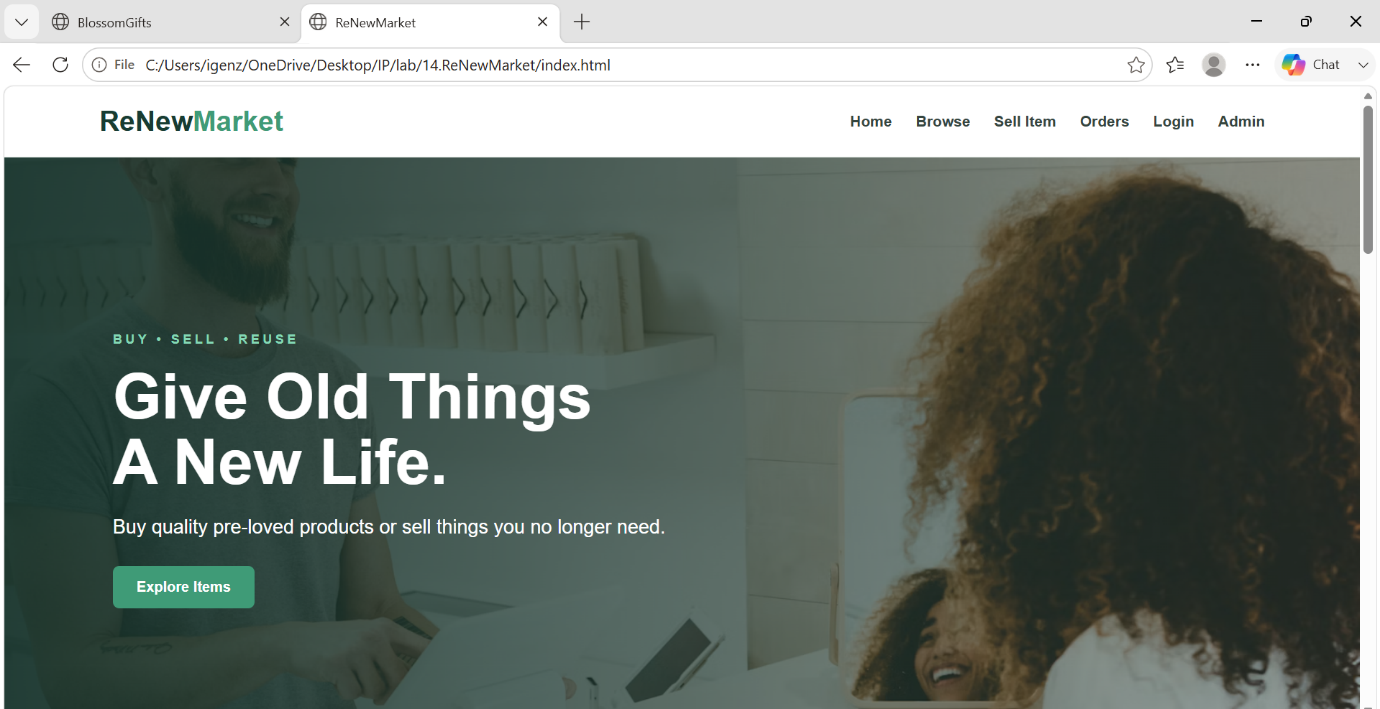 BlossomGifts
ReNewMarket
File C:/Users/igenz/OneDrive/Desktop/IP/lab/14.ReNewMarket/index.html
Chat
ReNewMarket
Home Browse Sell Item Orders Login Admin
BUY • SELL • REUSE
Give Old Things
A New Life.
Buy quality pre-loved products or sell things you no longer need.
Explore Items